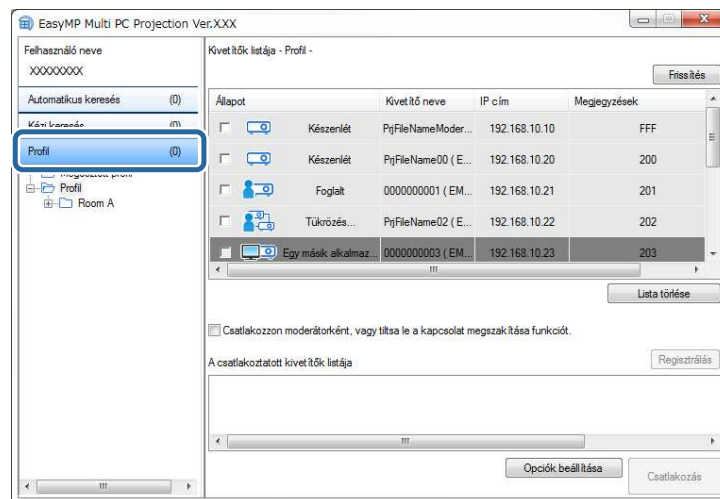 EasyMP Multi PC Projection Ver.XXX
Felhasználó neve
XXXXXXXX
Automatikus keresés (0)
Kézi keresés (0)
Profil (0)
Megosztott profil
Profil
Room A
Kivetítők listája - Profil -
Frissítés
Állapot Kivetítő neve IP cím Megjegyzések
Készenlét PrjFileNameModer... 192.168.10.10 FFF
Készenlét PrjFileName00 ( E... 192.168.10.20 200
Foglalt 0000000001 ( EM... 192.168.10.21 201
Tükrözés... PrjFileName02 ( E... 192.168.10.22 202
Egy másik alkalmaz... 0000000003 ( EM... 192.168.10.23 203
Lista törlése
Csatlakozzon moderátorként, vagy tiltsa le a kapcsolat megszakítása funkciót.
A csatlakoztatott kivetítők listája
Regisztrálás
Opciók beállítása
Csatlakozás